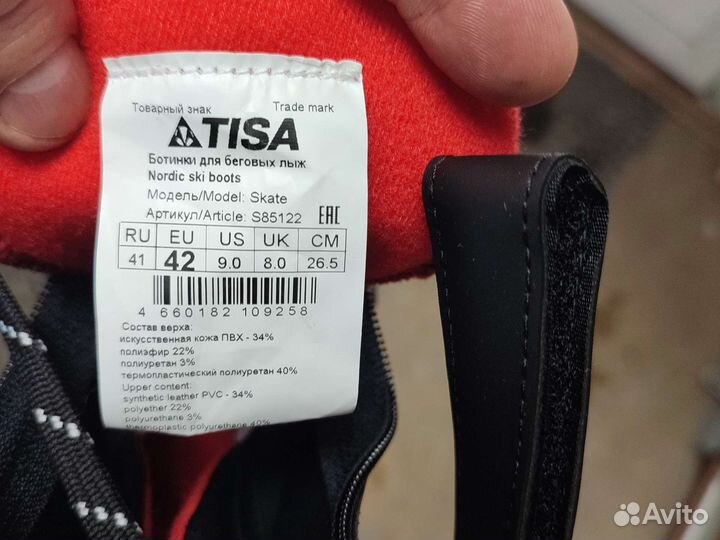 Товарный знак Trade mark
TISA
Ботинки для беговых лыж
Nordic ski boots
Модель/Model: Skate
Артикул/Article: S85122 EAC
RU EU US UK CM
41 42 9.0 8.0 26.5
4 660182 109258
Состав верха:
искусственная кожа ПВХ - 34%
полиэфир 22%
полиуретан 3%
термопластический полиуретан 40%
Upper content:
synthetic leather PVC - 34%
polyether 22%
polyurethane 3%
thermoplastic polyurethane 40%
Avito